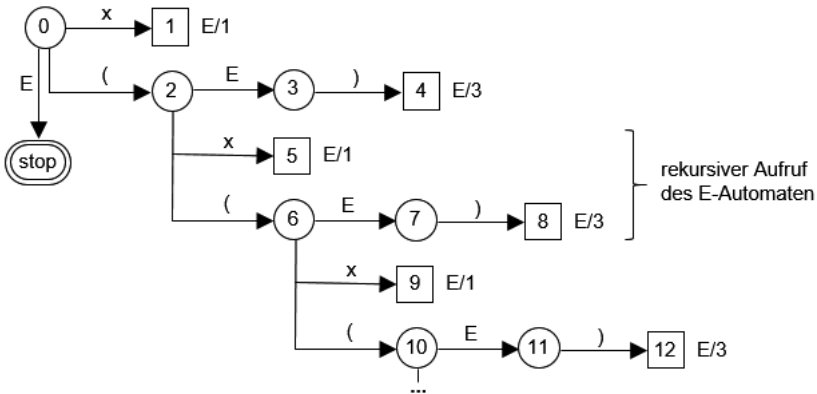 0 x 1 E/1
E ( 2 E 3 ) 4 E/3
stop
x 5 E/1
rekursiver Aufruf
des E-Automaten
( 6 E 7 ) 8 E/3
x 9 E/1
( 10 E 11 ) 12 E/3
...